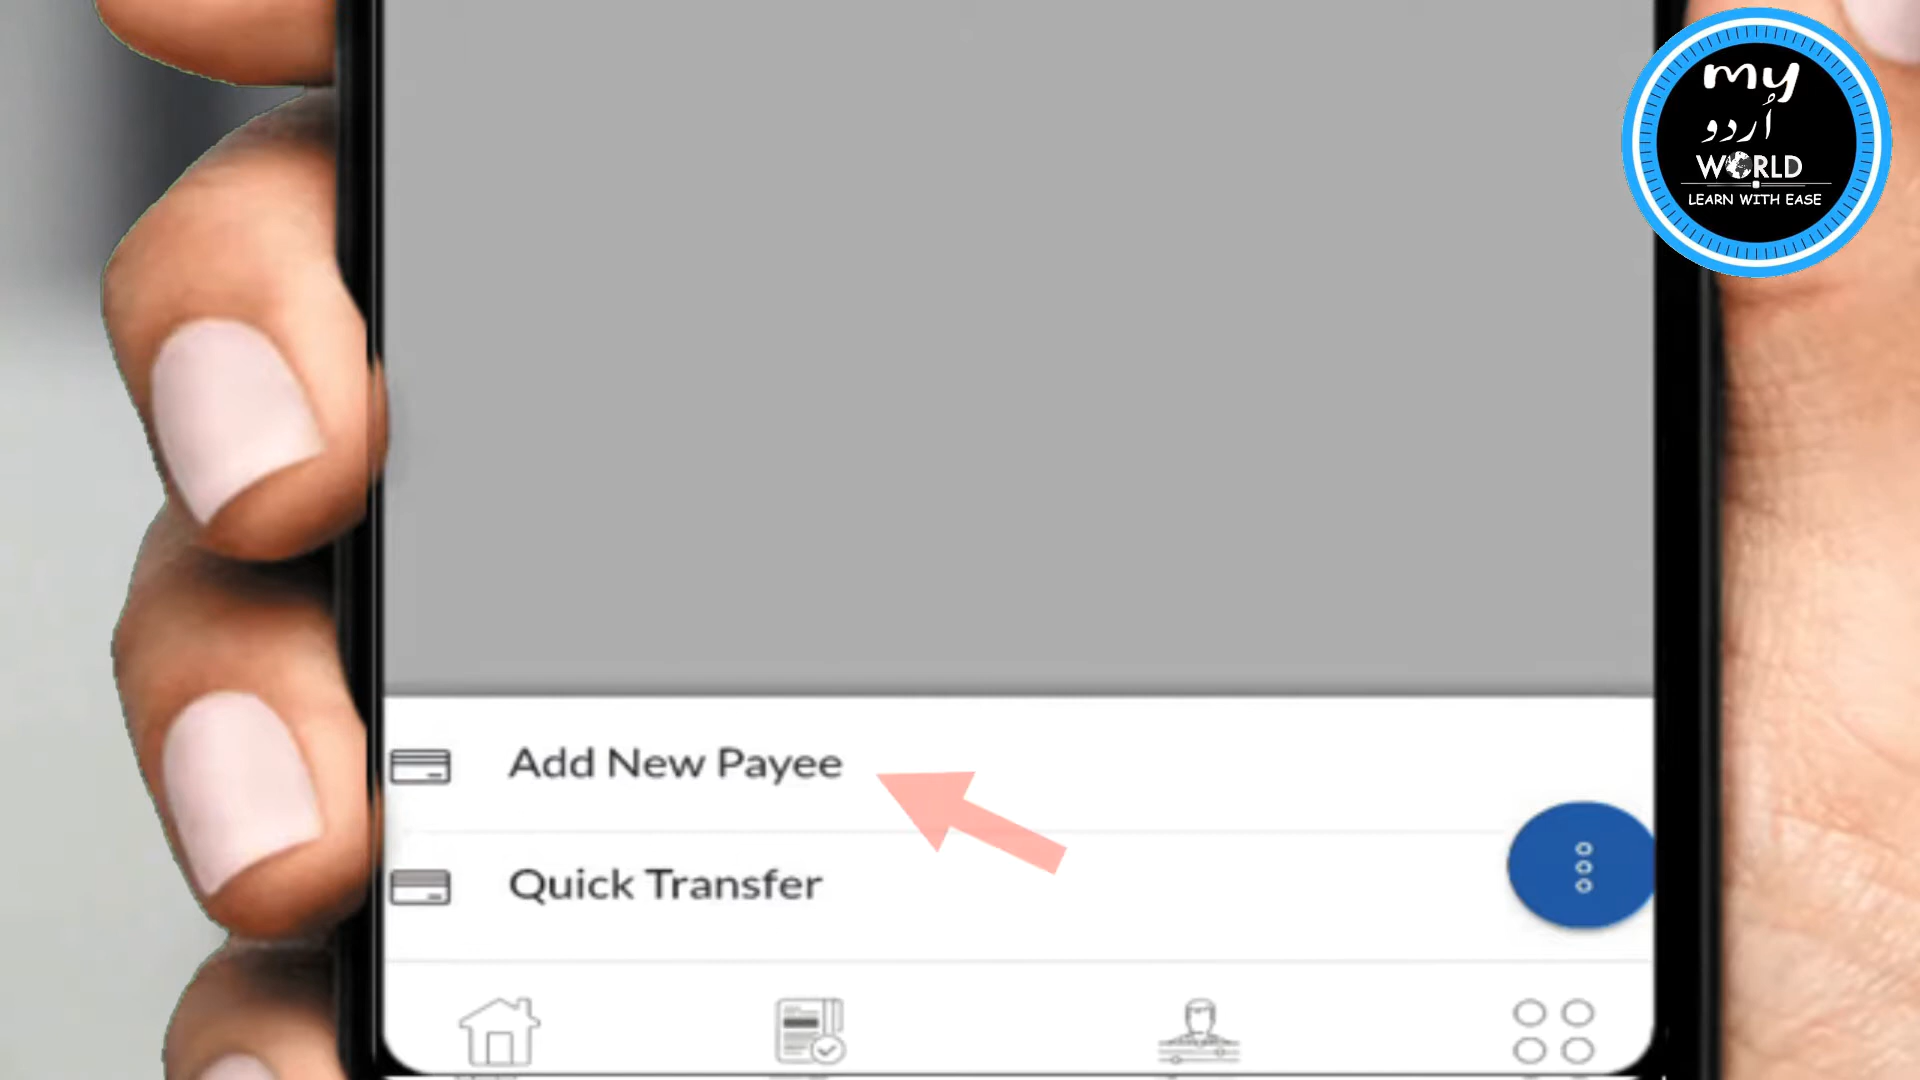 my
اُردو
WORLD
LEARN WITH EASE
Add New Payee
Quick Transfer